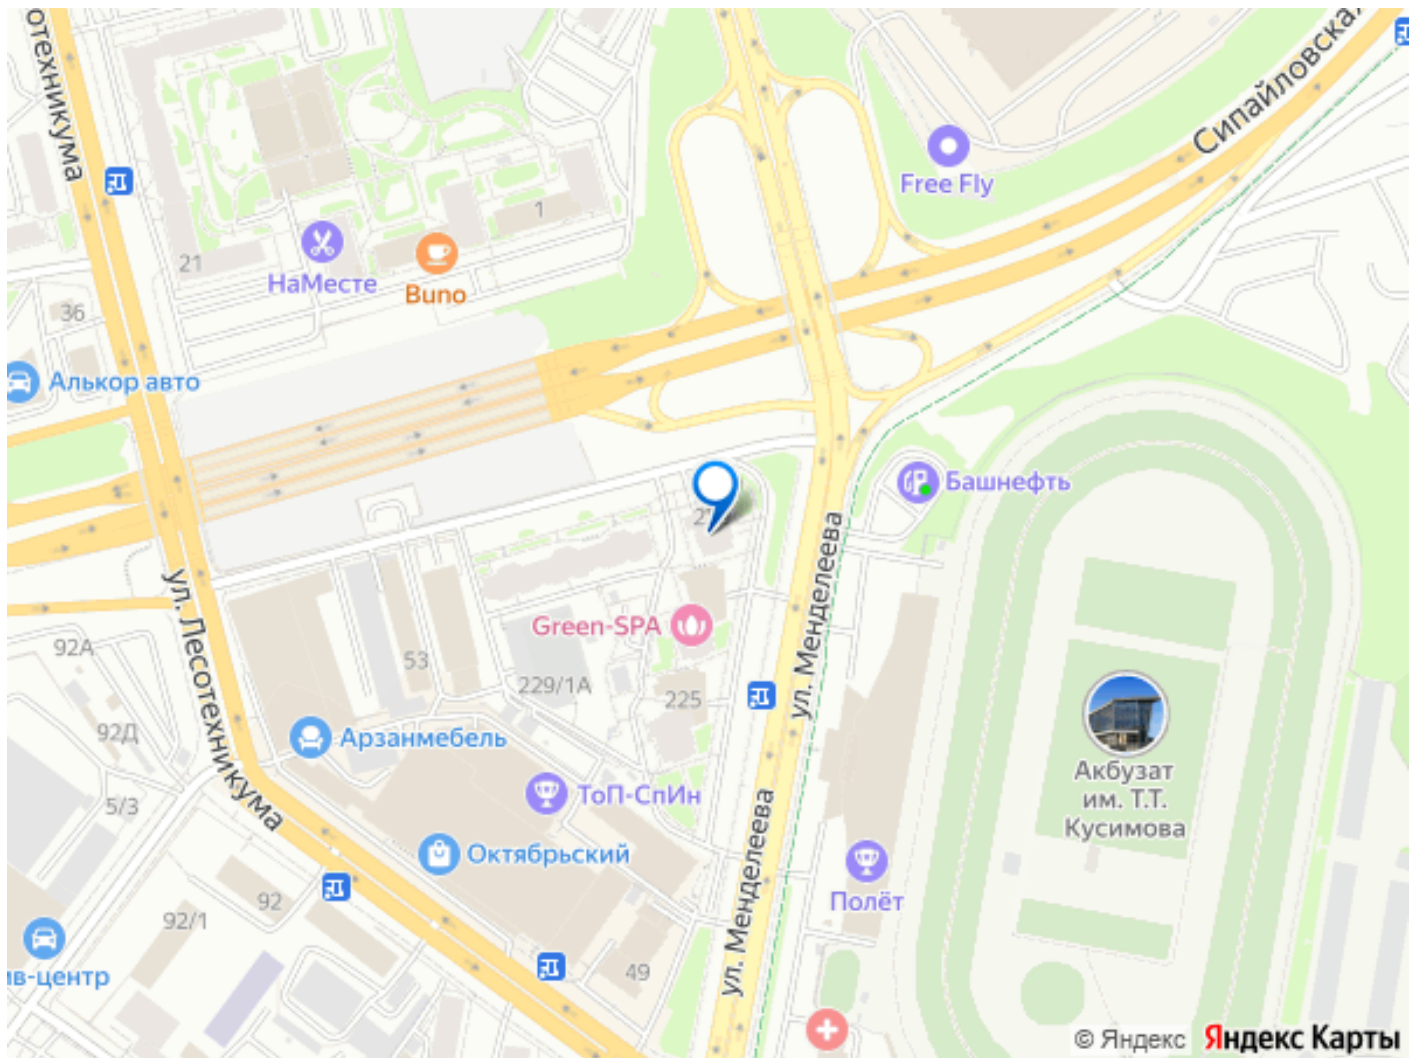 Сипайловская
отехникума
Free Fly
1
21
НаМесте
Buno
36
Алькор авто
Башнефть
ул. Менделеева
ул. Лесотехникума
Green-SPA
92А
53
229/1А
225
92Д
Арзанмебель
5/3
ТоП-СпИн
Акбузат
им. Т.Т.
Кусимова
Октябрьский
ул. Менделеева
Полёт
92
92/1
49
ив-центр
© Яндекс Яндекс Карты